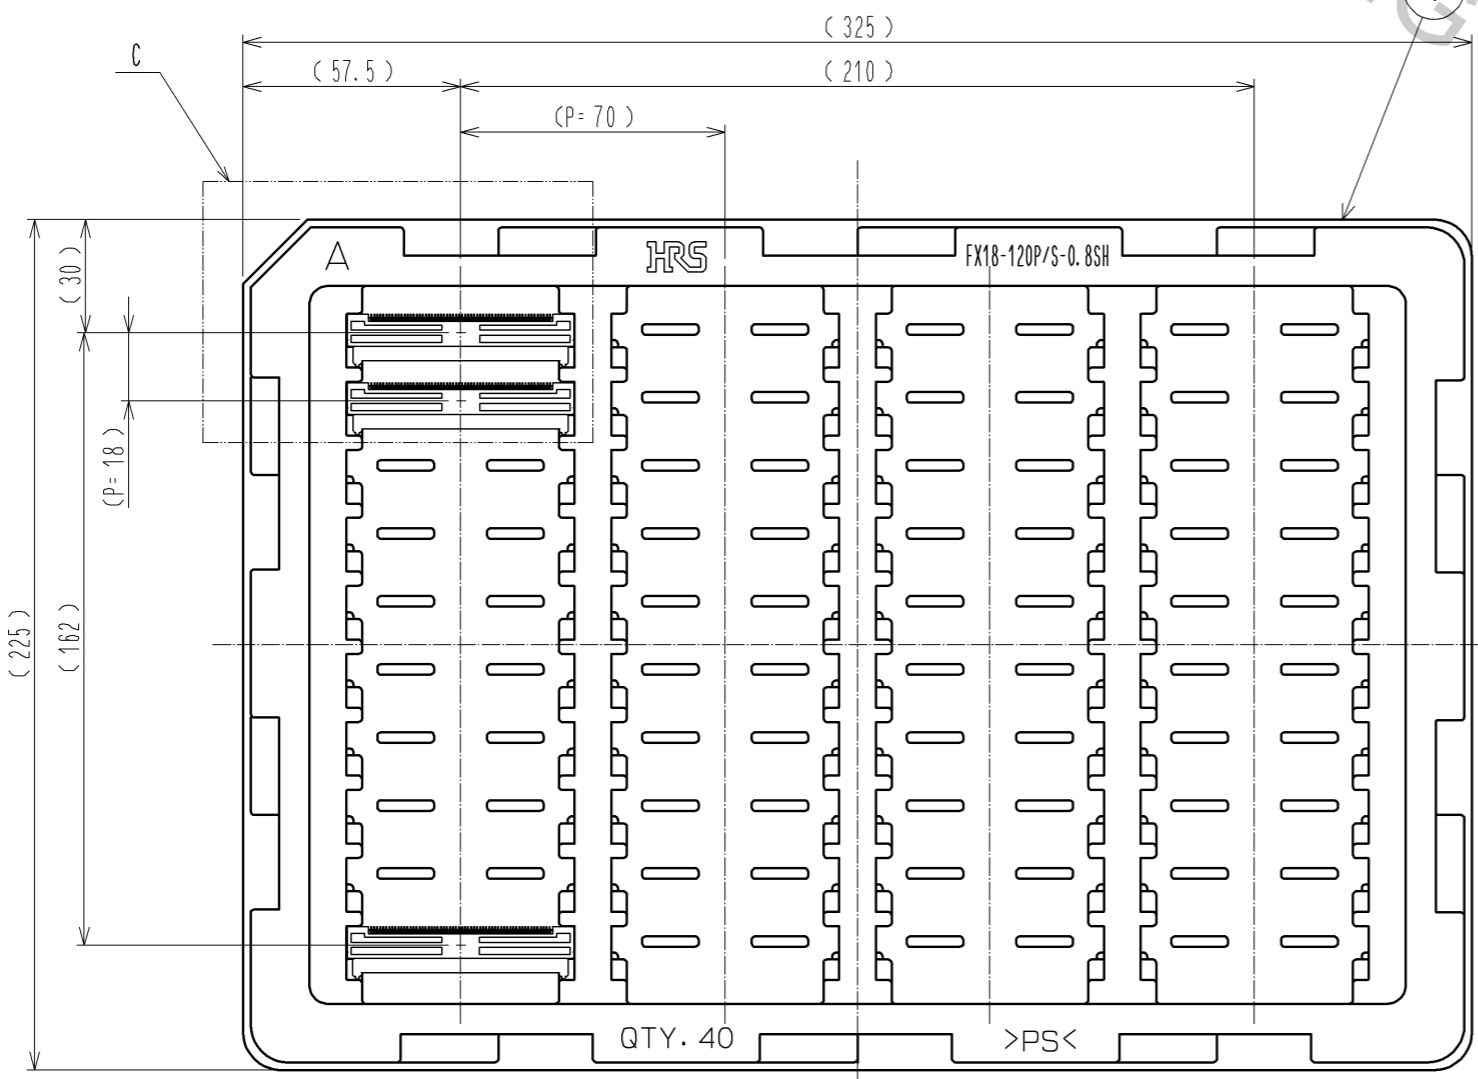 ( 325 )
C
( 57.5 )
( 210 )
(P= 70 )
A
HRS
FX18-120P/S-0.8SH
( 30 )
(P= 18 )
( 162 )
( 225 )
QTY. 40
>PS<